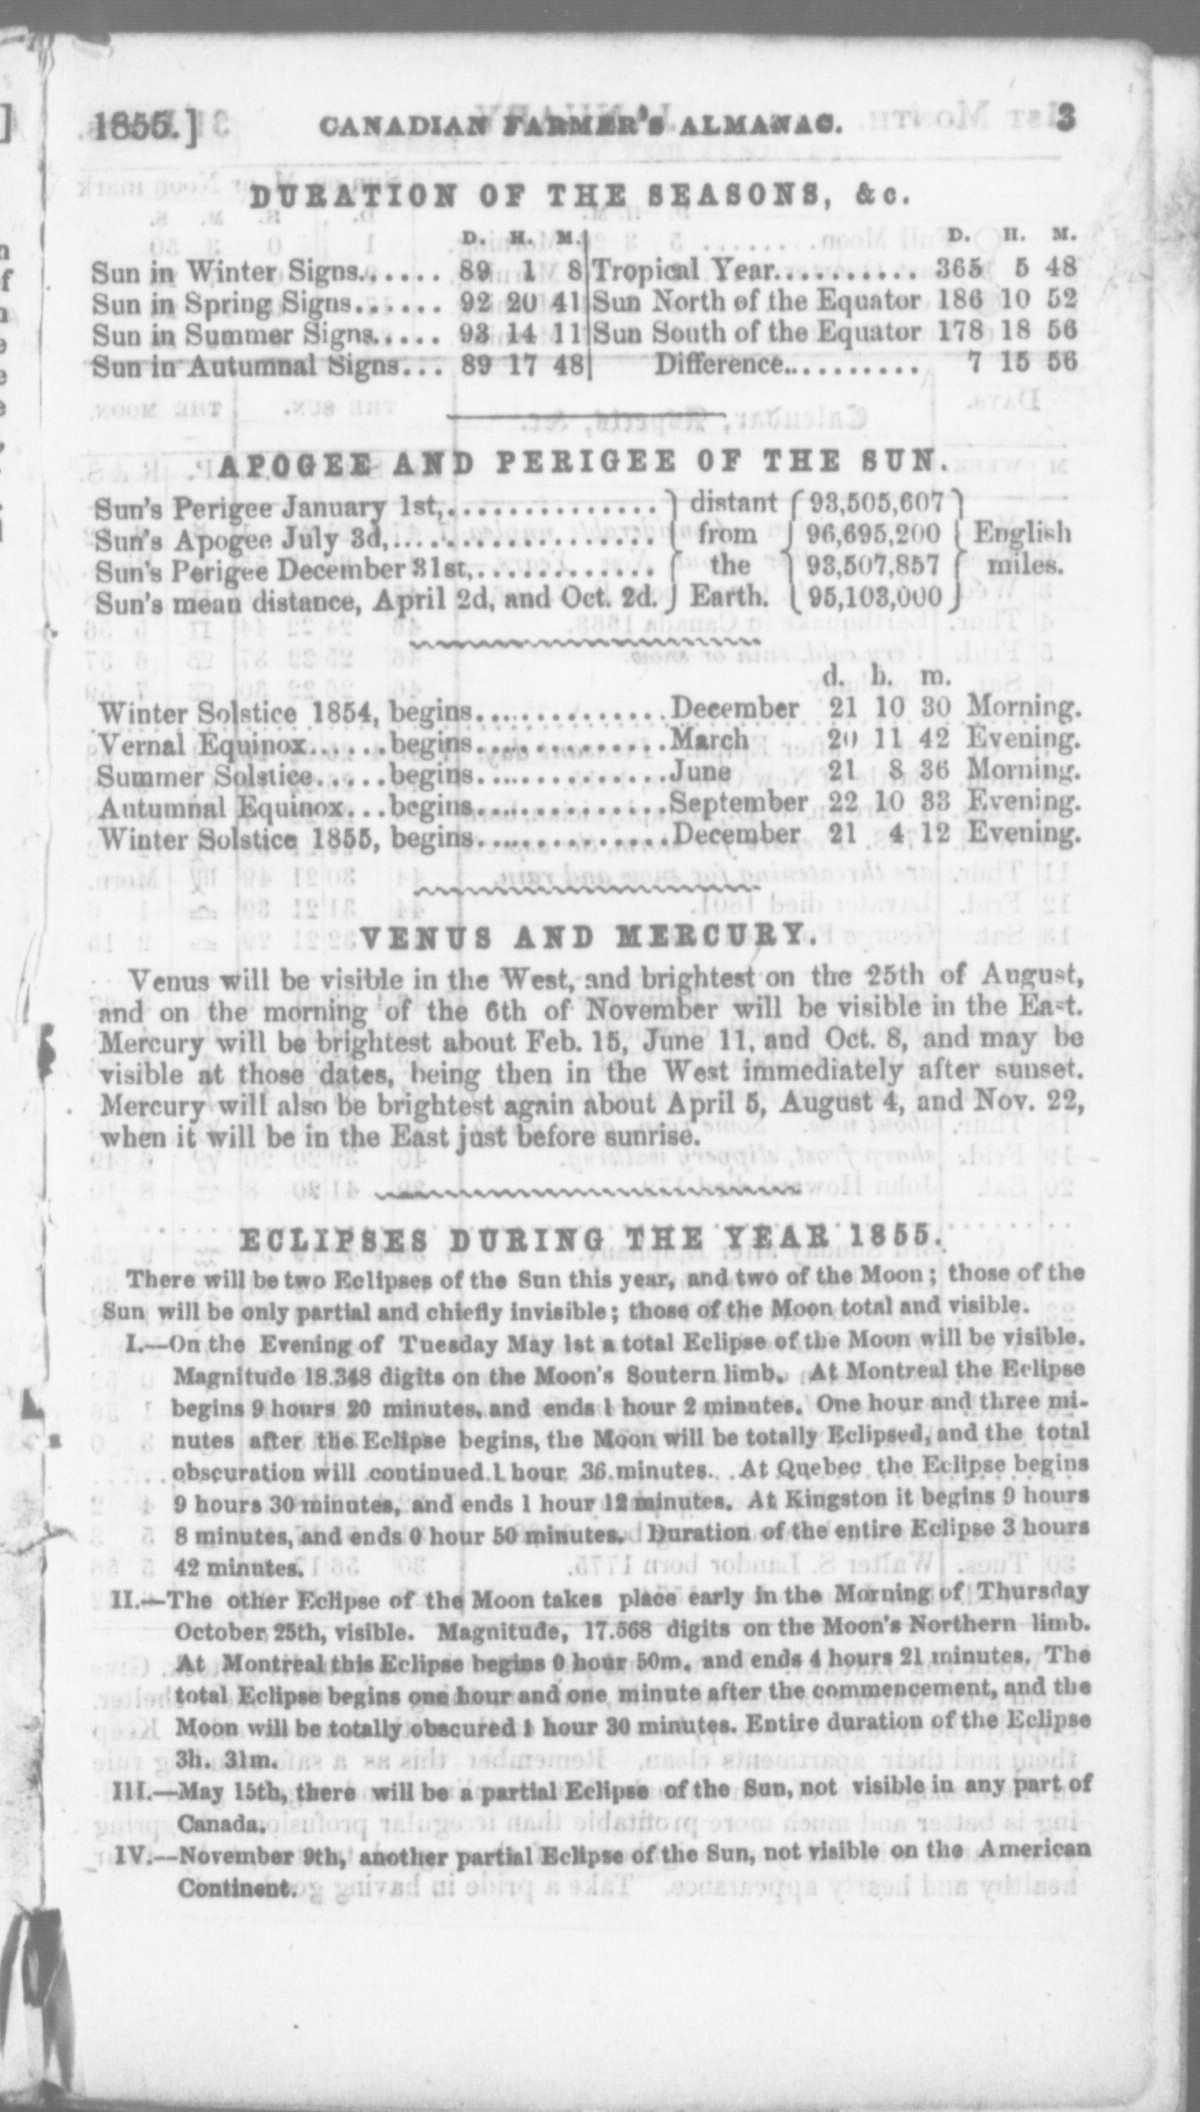 1855.] CANADIAN FARMER'S ALMANAC. 3
DURATION OF THE SEASONS, &c.
D. H. M. D. H. M.
Sun in Winter Signs....... 89 1 8 Tropical Year.......... 365 5 48
Sun in Spring Signs...... 92 20 41 Sun North of the Equator 186 10 52
Sun in Summer Signs..... 93 14 11 Sun South of the Equator 178 18 56
Sun in Autumnal Signs... 89 17 48 Difference.......... 7 15 56
APOGEE AND PERIGEE OF THE SUN.
Sun's Perigee January 1st,.............. } distant { 93,505,607 }
Sun's Apogee July 3d,.................. } from { 96,695,200 } English
Sun's Perigee December 31st,............ } the { 93,507,857 } miles.
Sun's mean distance, April 2d, and Oct. 2d. } Earth. { 95,103,000 }
d. h. m.
Winter Solstice 1854, begins..............December 21 10 30 Morning.
Vernal Equinox......begins..............March 20 11 42 Evening.
Summer Solstice.....begins..............June 21 8 36 Morning.
Autumnal Equinox...begins..............September 22 10 33 Evening.
Winter Solstice 1855, begins..............December 21 4 12 Evening.
VENUS AND MERCURY.
Venus will be visible in the West, and brightest on the 25th of August,
and on the morning of the 6th of November will be visible in the East.
Mercury will be brightest about Feb. 15, June 11, and Oct. 8, and may be
visible at those dates, being then in the West immediately after sunset.
Mercury will also be brightest again about April 5, August 4, and Nov. 22,
when it will be in the East just before sunrise.
ECLIPSES DURING THE YEAR 1855.
There will be two Eclipses of the Sun this year, and two of the Moon; those of the
Sun will be only partial and chiefly invisible; those of the Moon total and visible.
I.—On the Evening of Tuesday May 1st a total Eclipse of the Moon will be visible.
Magnitude 18.348 digits on the Moon's Soutern limb. At Montreal the Eclipse
begins 9 hours 20 minutes, and ends 1 hour 2 minutes. One hour and three mi-
nutes after the Eclipse begins, the Moon will be totally Eclipsed, and the total
obscuration will continued 1 hour 36 minutes. At Quebec the Eclipse begins
9 hours 30 minutes, and ends 1 hour 12 minutes. At Kingston it begins 9 hours
8 minutes, and ends 0 hour 50 minutes. Duration of the entire Eclipse 3 hours
42 minutes.
II.—The other Eclipse of the Moon takes place early in the Morning of Thursday
October 25th, visible. Magnitude, 17.568 digits on the Moon's Northern limb.
At Montreal this Eclipse begins 0 hour 50m. and ends 4 hours 21 minutes. The
total Eclipse begins one hour and one minute after the commencement, and the
Moon will be totally obscured 1 hour 30 minutes. Entire duration of the Eclipse
3h. 31m.
III.—May 15th, there will be a partial Eclipse of the Sun, not visible in any part of
Canada.
IV.—November 9th, another partial Eclipse of the Sun, not visible on the American
Continent.